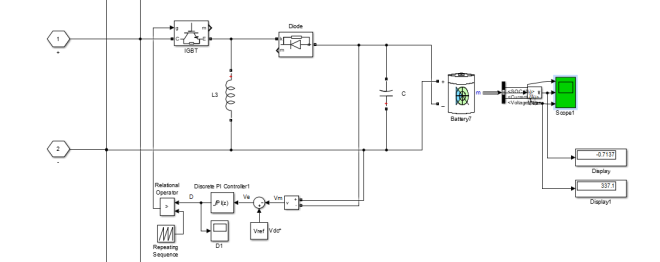 Diode
1
+
g
m
C
E
IGBT
k
m
L3
C
+
-
m
Battery7
Scope1
2
-
-0.7137
Display
337.1
Display1
Relational
Operator
Discrete PI Controller1
D
Ve
Vm
PI(z)
>
+
v
-
D1
Vref
Vdc*
Repeating
Sequence